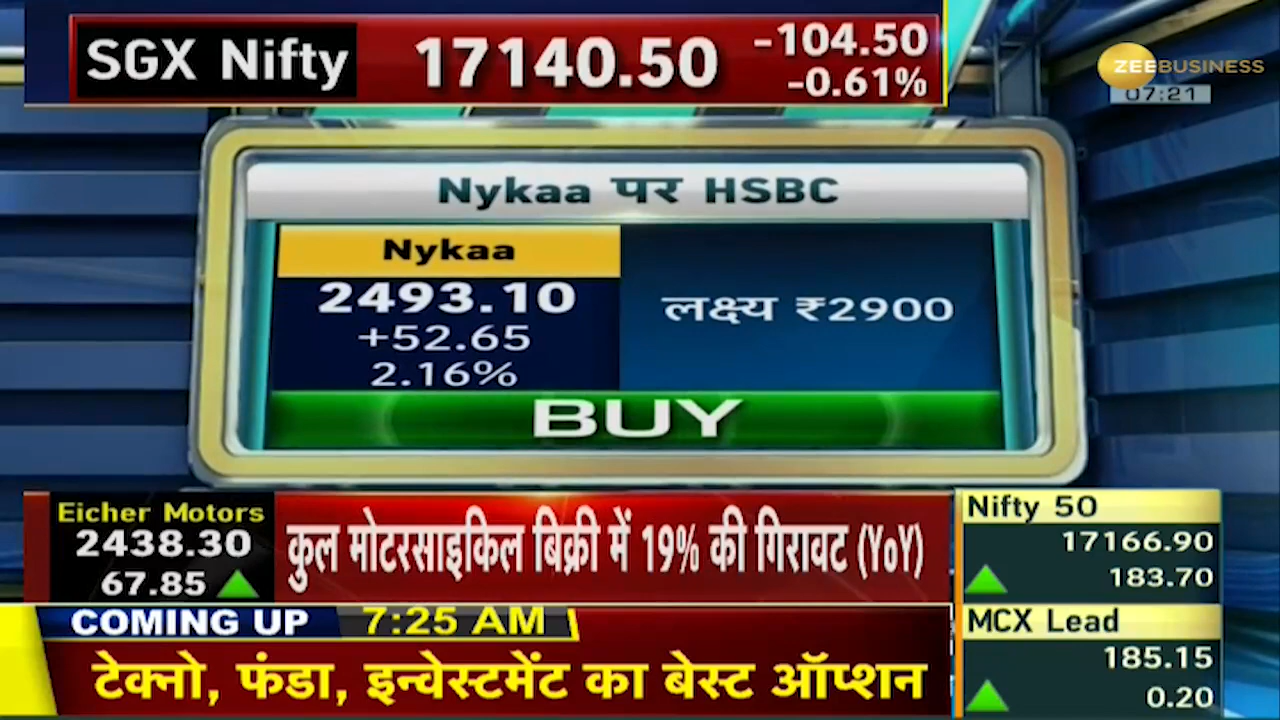 SGX Nifty 17140.50 -104.50
-0.61%
ZEEBUSINESS
07:21
Nykaa पर HSBC
Nykaa
2493.10
+52.65
2.16%
लक्ष्य ₹2900
BUY
Eicher Motors
2438.30
67.85
कुल मोटरसाइकिल बिक्री में 19% की गिरावट (YoY)
Nifty 50
17166.90
183.70
COMING UP 7:25 AM
टेक्नो, फंडा, इन्वेस्टमेंट का बेस्ट ऑप्शन
MCX Lead
185.15
0.20